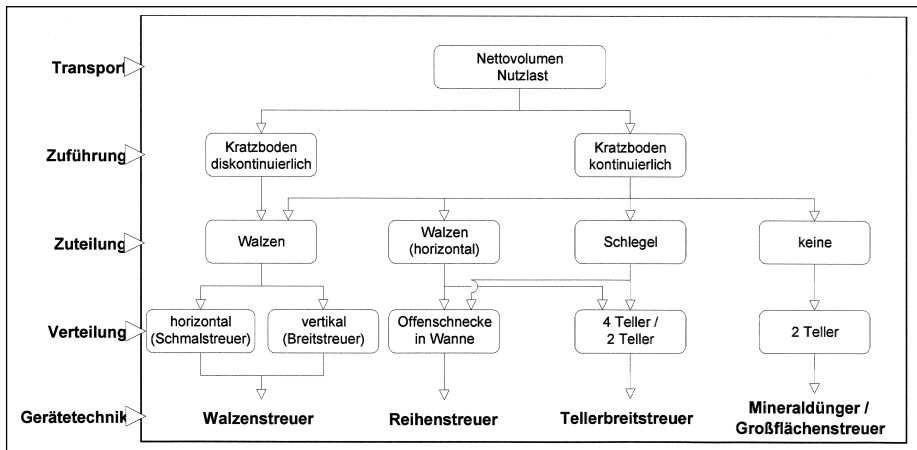 Transport
Nettovolumen
Nutzlast
Zuführung
Kratzboden
diskontinuierlich
Kratzboden
kontinuierlich
Zuteilung
Walzen
Walzen
(horizontal)
Schlegel
keine
Verteilung
horizontal
(Schmalstreuer)
vertikal
(Breitstreuer)
Offenschnecke
in Wanne
4 Teller /
2 Teller
2 Teller
Gerätetechnik
Walzenstreuer
Reihenstreuer
Tellerbreitstreuer
Mineraldünger /
Großflächenstreuer